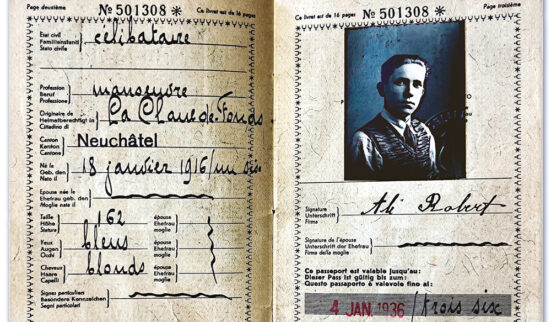 Page deuxième
№ 501308 *
Ce livret est de 16 pages
Etat civil
Familienstand
Stato civile
célibataire
Profession
Beruf
Professione
manoeuvre
Originaire de
Heimatberechtigt in
Cittadino di
La Chaux-de-Fonds
Canton
Kanton
Cantone
Neuchâtel
Né le
Geb. den
Nato il
18 janvier 1916
Epouse née le
Ehefrau geb. den
Moglie nata il
Taille
Höhe
Statura
162
épouse
Ehefrau
moglie
Yeux
Augen
Occhi
bleus
épouse
Ehefrau
moglie
Cheveux
Haare
Capelli
blonds
épouse
Ehefrau
moglie
Signes particuliers
Besondere Kennzeichen
Segni particolari
Ce livret est de 16 pages
№ 501308 *
Page troisième
Signature
Unterschrift
Firma
Ali Robert
Signature de l'épouse
Unterschrift der Ehefrau
Firma della moglie
Ce passeport est valable jusqu'au:
Dieser Pass ist gültig bis zum:
Questo passaporto è valevole fino al:
4 JAN. 1936 / trois six